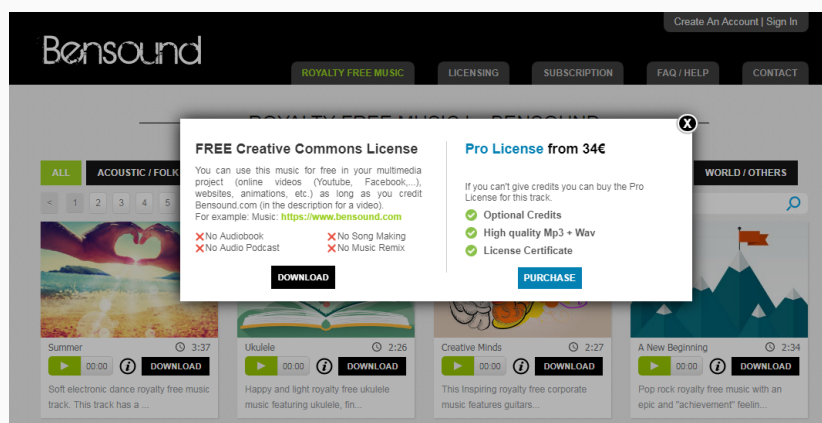 Create An Account | Sign In
Bensound
ROYALTY FREE MUSIC
LICENSING
SUBSCRIPTION
FAQ / HELP
CONTACT
ROYALTY FREE MUSIC by BENSOUND
FREE Creative Commons License
You can use this music for free in your multimedia
project (online videos (Youtube, Facebook,...),
websites, animations, etc.) as long as you credit
Bensound.com (in the description for a video).
For example: Music: https://www.bensound.com
No Audiobook
No Song Making
No Audio Podcast
No Music Remix
DOWNLOAD
Pro License from 34€
If you can't give credits you can buy the Pro
License for this track.
Optional Credits
High quality Mp3 + Wav
License Certificate
PURCHASE
X
ALL
ACOUSTIC / FOLK
WORLD / OTHERS
< 1 2 3 4 5
Summer 3:37
00:00 i DOWNLOAD
Soft electronic dance royalty free music
track. This track has a ...
Ukulele 2:26
00:00 i DOWNLOAD
Happy and light royalty free ukulele
music featuring ukulele, fin...
Creative Minds 2:27
00:00 i DOWNLOAD
This Inspiring royalty free corporate
music features guitars...
A New Beginning 2:34
00:00 i DOWNLOAD
Pop rock royalty free music with an
epic and "achievement" feelin...